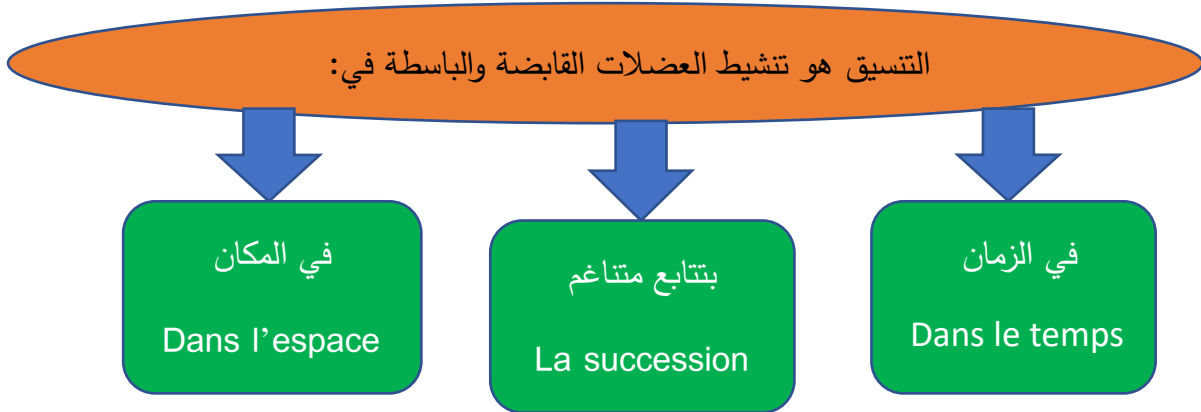 التنسيق هو تنشيط العضلات القابضة والباسطة في:
في الزمان
Dans le temps
بتتابع متناغم
La succession
في المكان
Dans l’espace